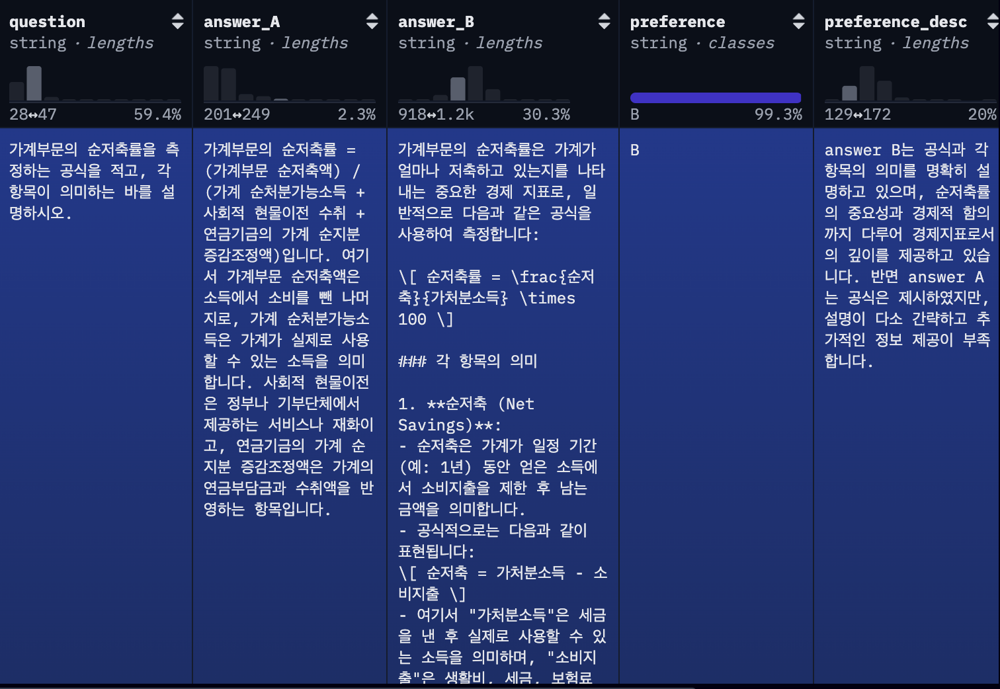 question
string · lengths
28↔47 59.4%
가계부문의 순저축률을 측
정하는 공식을 적고, 각
항목이 의미하는 바를 설
명하시오.
answer_A
string · lengths
201↔249 2.3%
가계부문의 순저축률 =
(가계부문 순저축액) /
(가계 순처분가능소득 +
사회적 현물이전 수취 +
연금기금의 가계 순지분
증감조정액)입니다. 여기
서 가계부문 순저축액은
소득에서 소비를 뺀 나머
지로, 가계 순처분가능소
득은 가계가 실제로 사용
할 수 있는 소득을 의미
합니다. 사회적 현물이전
은 정부나 기부단체에서
제공하는 서비스나 재화이
고, 연금기금의 가계 순
지분 증감조정액은 가계의
연금부담금과 수취액을 반
영하는 항목입니다.
answer_B
string · lengths
918↔1.2k 30.3%
가계부문의 순저축률은 가계가
얼마나 저축하고 있는지를 나타
내는 중요한 경제 지표로, 일
반적으로 다음과 같은 공식을
사용하여 측정합니다:
\[ 순저축률 = \frac{순저
축}{가처분소득} \times
100 \]
### 각 항목의 의미
1. **순저축 (Net
Savings)**:
- 순저축은 가계가 일정 기간
(예: 1년) 동안 얻은 소득에
서 소비지출을 제한 후 남는
금액을 의미합니다.
- 공식적으로는 다음과 같이
표현됩니다:
\[ 순저축 = 가처분소득 - 소
비지출 \]
- 여기서 "가처분소득"은 세금
을 낸 후 실제로 사용할 수 있
는 소득을 의미하며, "소비지
출"은 생활비, 세금, 보험료
preference
string · classes
B 99.3%
B
preference_desc
string · lengths
129↔172 20%
answer B는 공식과 각
항목의 의미를 명확히 설
명하고 있으며, 순저축률
의 중요성과 경제적 함의
까지 다루어 경제지표로서
의 깊이를 제공하고 있습
니다. 반면 answer A
는 공식은 제시하였지만,
설명이 다소 간략하고 추
가적인 정보 제공이 부족
합니다.